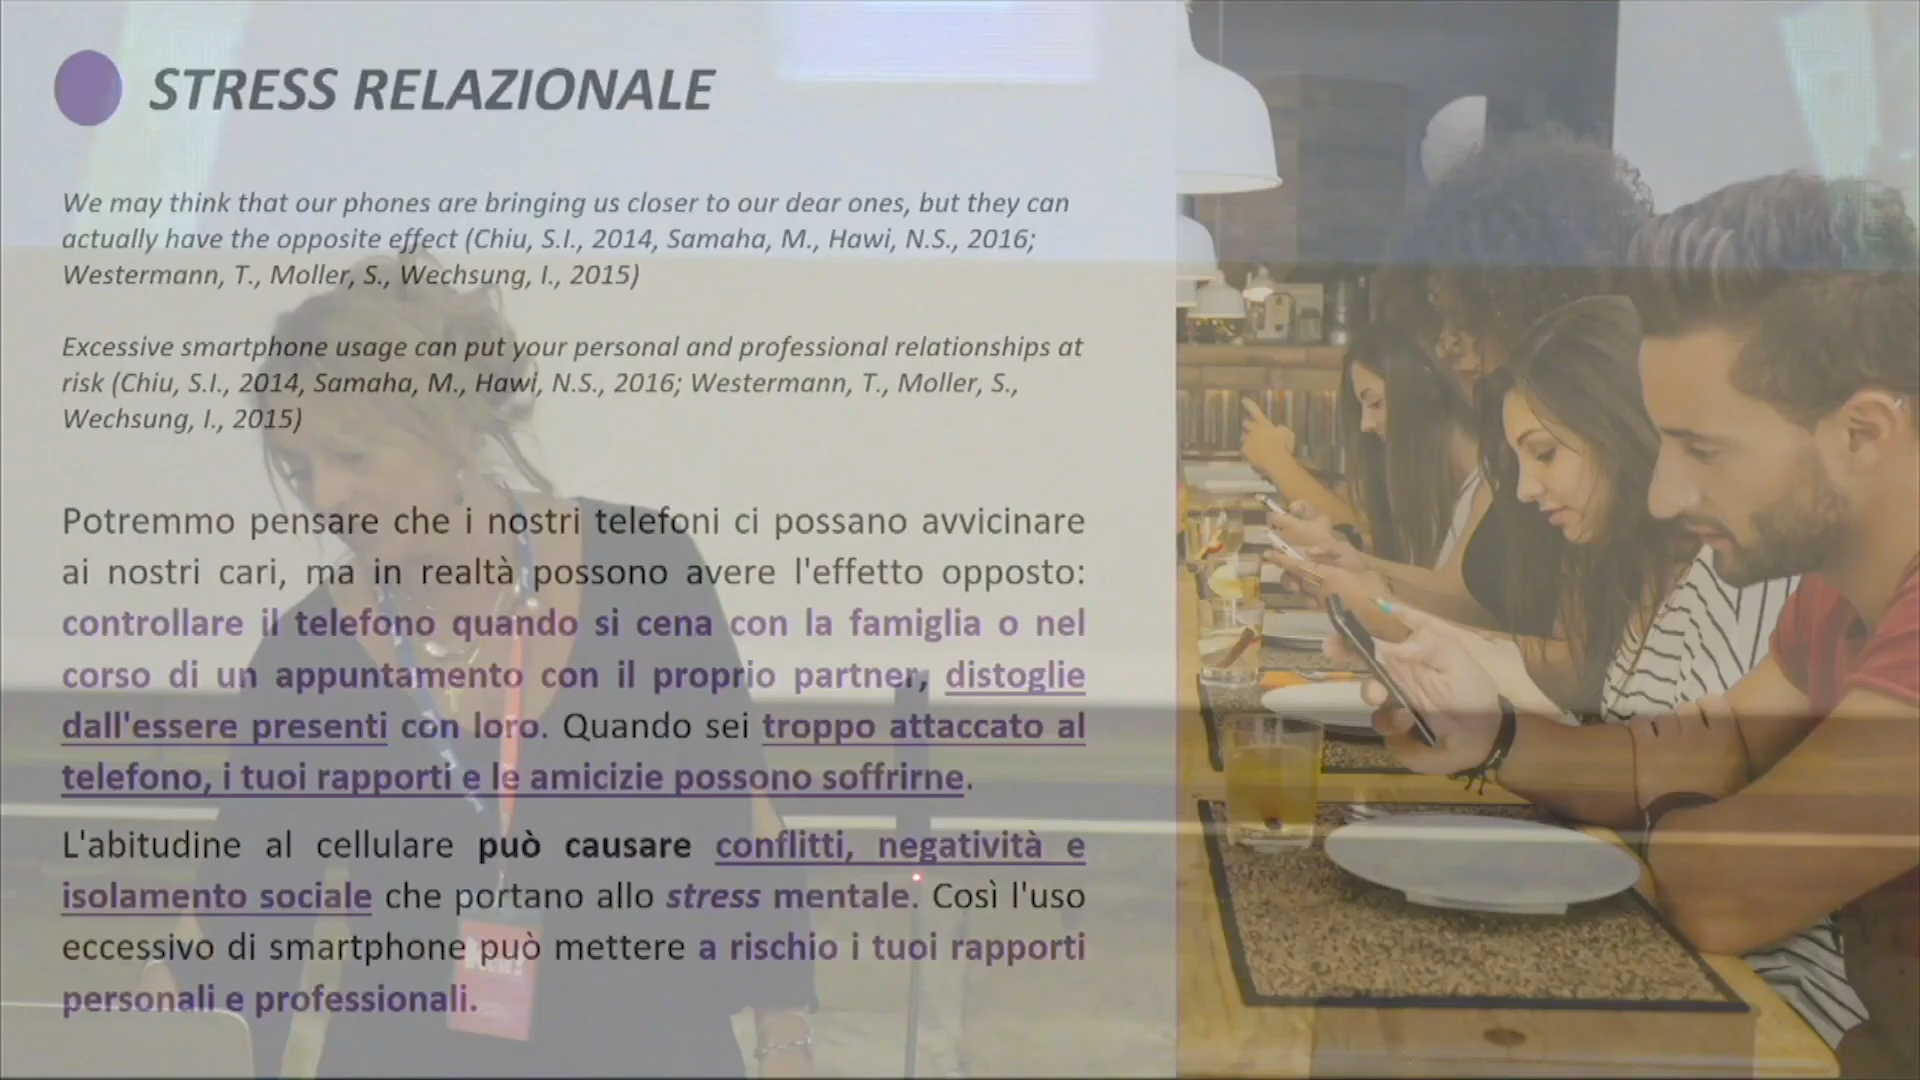 STRESS RELAZIONALE
We may think that our phones are bringing us closer to our dear ones, but they can
actually have the opposite effect (Chiu, S.I., 2014, Samaha, M., Hawi, N.S., 2016;
Westermann, T., Moller, S., Wechsung, I., 2015)
Excessive smartphone usage can put your personal and professional relationships at
risk (Chiu, S.I., 2014, Samaha, M., Hawi, N.S., 2016; Westermann, T., Moller, S.,
Wechsung, I., 2015)
Potremmo pensare che i nostri telefoni ci possano avvicinare
ai nostri cari, ma in realtà possono avere l'effetto opposto:
controllare il telefono quando si cena con la famiglia o nel
corso di un appuntamento con il proprio partner, distoglie
dall'essere presenti con loro. Quando sei troppo attaccato al
telefono, i tuoi rapporti e le amicizie possono soffrirne.
L'abitudine al cellulare può causare conflitti, negatività e
isolamento sociale che portano allo stress mentale. Così l'uso
eccessivo di smartphone può mettere a rischio i tuoi rapporti
personali e professionali.